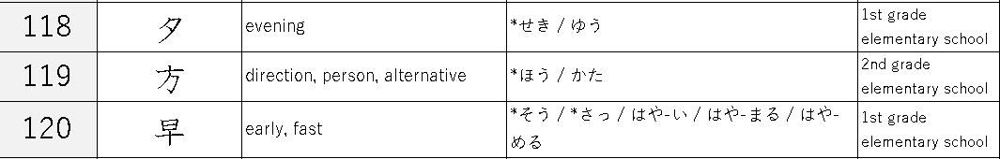 118 夕 evening *せき / ゆう 1st grade
elementary school
119 方 direction, person, alternative *ほう / かた 2nd grade
elementary school
120 早 early, fast *そう / *さっ / はや-い / はや-まる / はや-
める 1st grade
elementary school